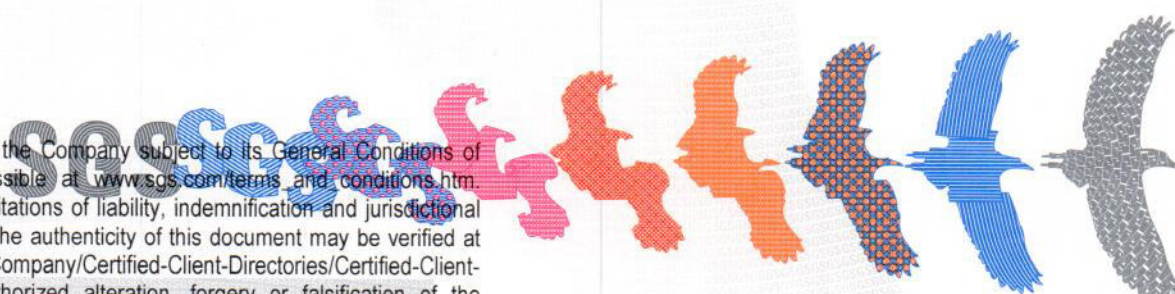 SGS SGS
the Company subject to its General Conditions of
ssible at www.sgs.com/terms_and_conditions.htm.
itations of liability, indemnification and jurisdictional
he authenticity of this document may be verified at
Company/Certified-Client-Directories/Certified-Client-
thorized alteration, forgery or falsification of the